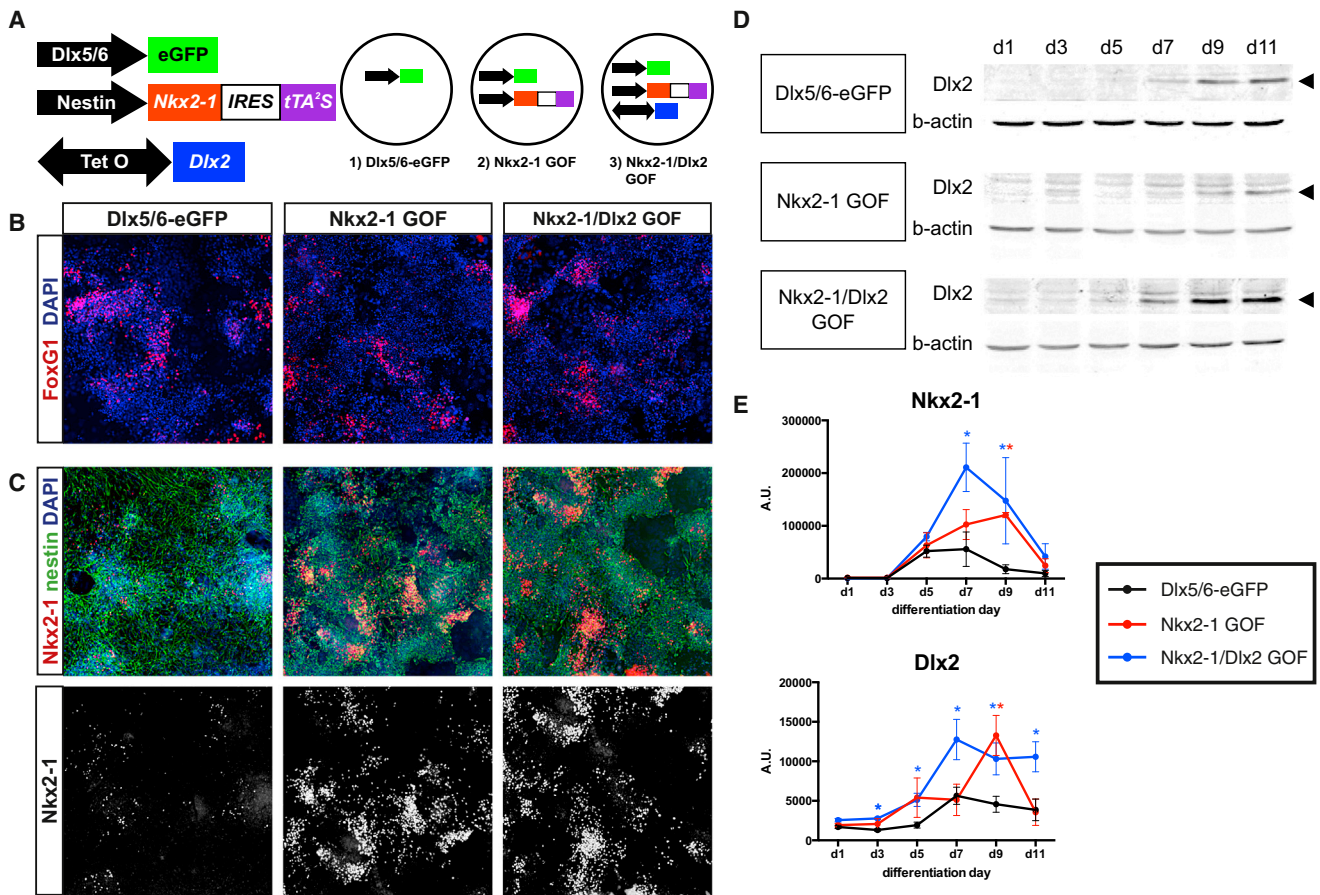 A
Dlx5/6 eGFP
Nestin Nkx2-1 IRES tTA²S
Tet O Dlx2
1) Dlx5/6-eGFP
2) Nkx2-1 GOF
3) Nkx2-1/Dlx2
GOF
B
Dlx5/6-eGFP Nkx2-1 GOF Nkx2-1/Dlx2 GOF
FoxG1 DAPI
C
Nkx2-1 nestin DAPI
Nkx2-1
D
d1 d3 d5 d7 d9 d11
Dlx5/6-eGFP
Dlx2
b-actin
Nkx2-1 GOF
Dlx2
b-actin
Nkx2-1/Dlx2
GOF
Dlx2
b-actin
E
Nkx2-1
300000
200000
100000
0
A.U.
* **
d1 d3 d5 d7 d9 d11
differentiation day
Dlx2
20000
15000
10000
5000
0
A.U.
* * * ** *
d1 d3 d5 d7 d9 d11
differentiation day
Dlx5/6-eGFP
Nkx2-1 GOF
Nkx2-1/Dlx2 GOF